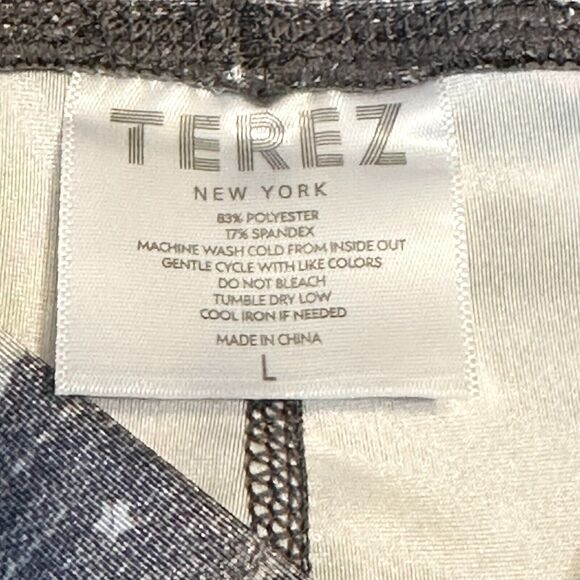 TEREZ
NEW YORK
83% POLYESTER
17% SPANDEX
MACHINE WASH COLD FROM INSIDE OUT
GENTLE CYCLE WITH LIKE COLORS
DO NOT BLEACH
TUMBLE DRY LOW
COOL IRON IF NEEDED
MADE IN CHINA
L